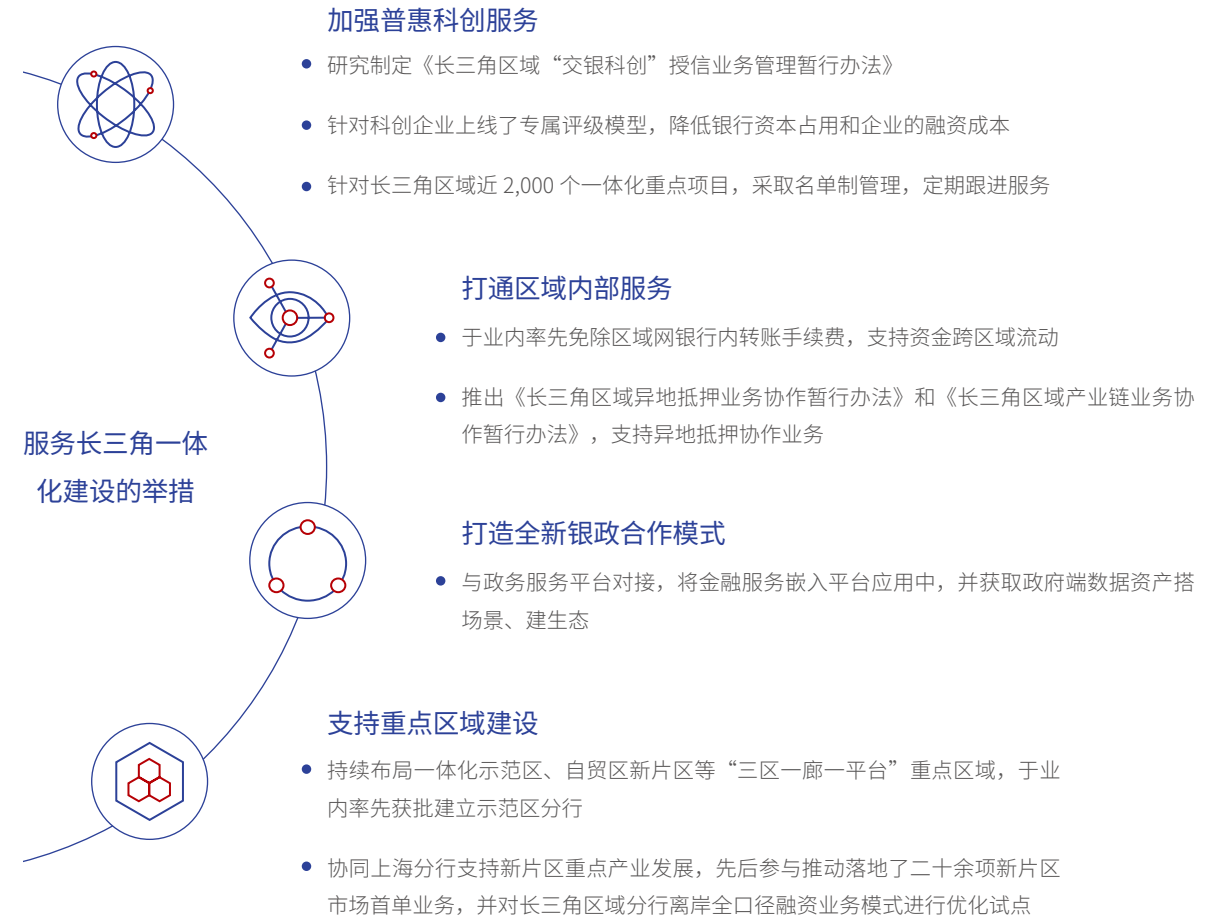 加强普惠科创服务
研究制定《长三角区域“交银科创”授信业务管理暂行办法》
针对科创企业上线了专属评级模型，降低银行资本占用和企业的融资成本
针对长三角区域近 2,000 个一体化重点项目，采取名单制管理，定期跟进服务
打通区域内部服务
于业内率先免除区域网银行内转账手续费，支持资金跨区域流动
推出《长三角区域异地抵押业务协作暂行办法》和《长三角区域产业链业务协
作暂行办法》，支持异地抵押协作业务
服务长三角一体
化建设的举措
打造全新银政合作模式
与政务服务平台对接，将金融服务嵌入平台应用中，并获取政府端数据资产搭
场景、建生态
支持重点区域建设
持续布局一体化示范区、自贸区新片区等“三区一廊一平台”重点区域，于业
内率先获批建立示范区分行
协同上海分行支持新片区重点产业发展，先后参与推动落地了二十余项新片区
市场首单业务，并对长三角区域分行离岸全口径融资业务模式进行优化试点